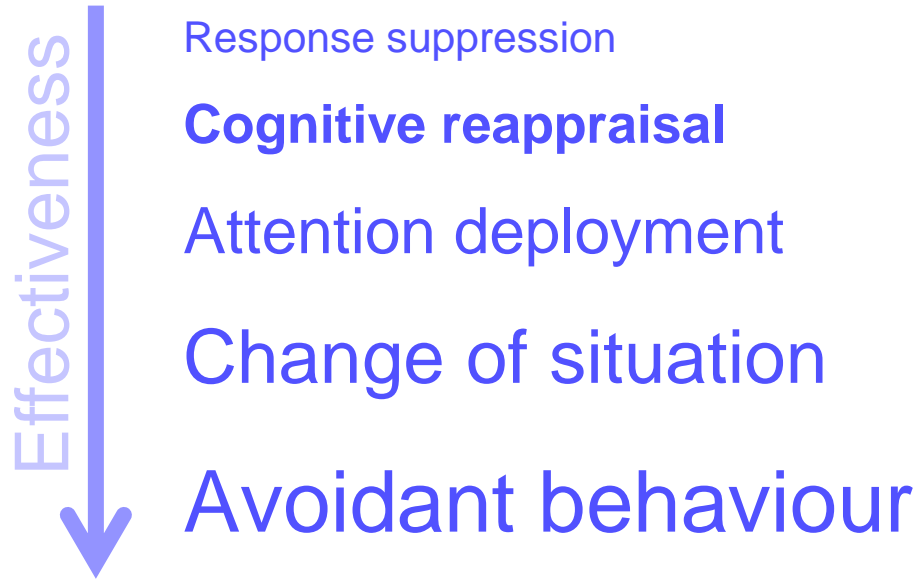 Effectiveness
Response suppression
Cognitive reappraisal
Attention deployment
Change of situation
Avoidant behaviour